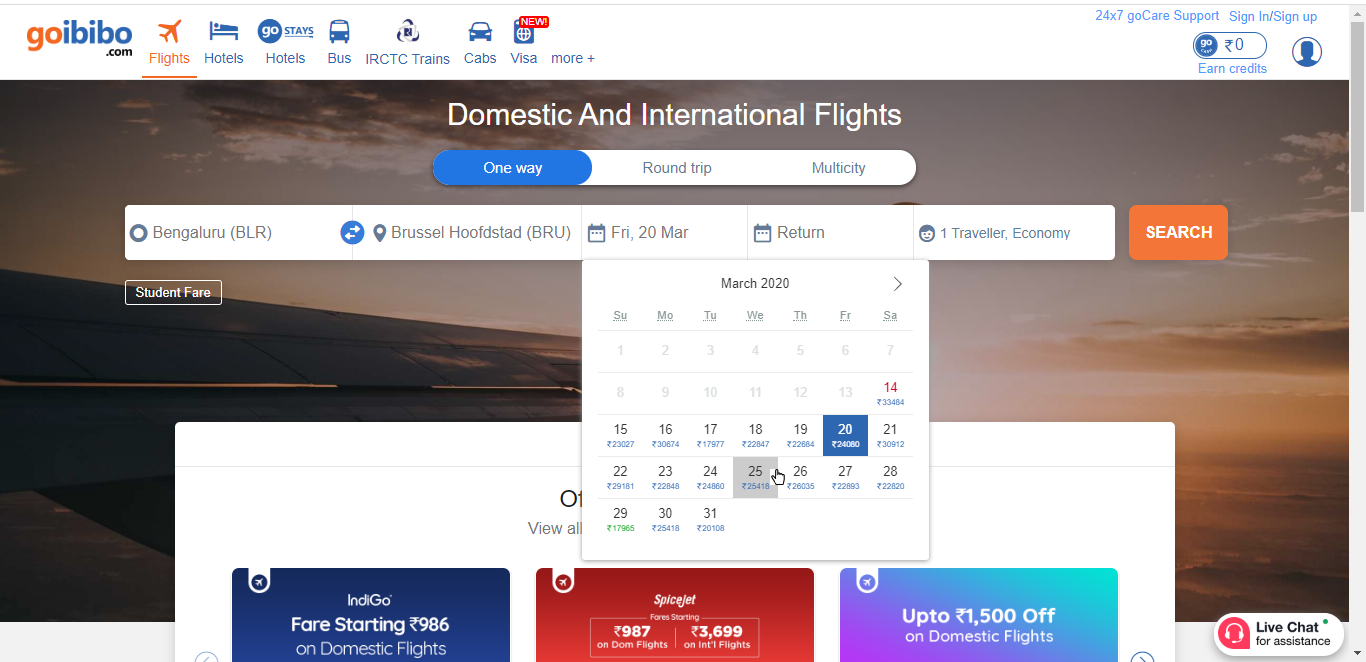 24x7 goCare Support Sign In/Sign up
goibibo
.com
Flights
Hotels
go STAYS
Hotels
Bus
IRCTC Trains
Cabs
NEW!
Visa
more +
go
₹0
Earn credits
Domestic And International Flights
One way Round trip Multicity
Bengaluru (BLR) Brussel Hoofdstad (BRU) Fri, 20 Mar Return 1 Traveller, Economy SEARCH
Student Fare
March 2020
Su Mo Tu We Th Fr Sa
1 2 3 4 5 6 7
8 9 10 11 12 13 14
₹33484
15 16 17 18 19 20 21
₹23027 ₹30674 ₹17977 ₹22847 ₹22684 ₹24080 ₹30912
22 23 24 25 26 27 28
₹29181 ₹22848 ₹24860 ₹25418 ₹26035 ₹22893 ₹22820
29 30 31
₹17965 ₹25418 ₹20108
View all
IndiGo
Fare Starting ₹986
on Domestic Flights
SpiceJet
Fares Starting
₹987 ₹3,699
on Dom Flights on Int'l Flights
Upto ₹1,500 Off
on Domestic Flights
Live Chat
for assistance